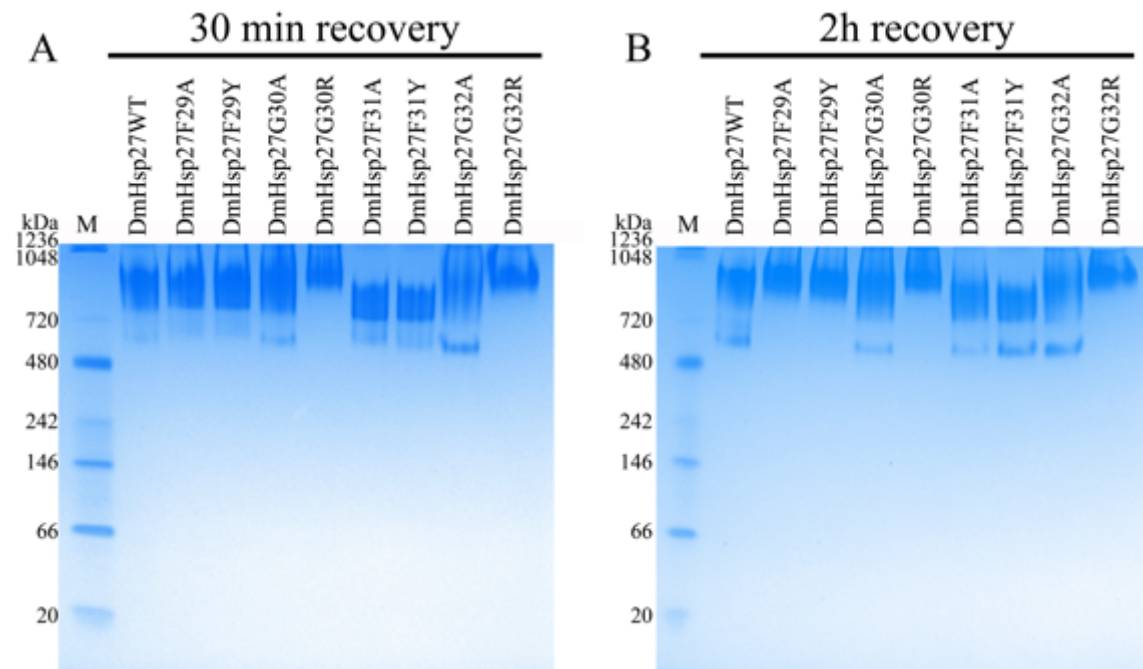 A
30 min recovery
DmHsp27WT
DmHsp27F29A
DmHsp27F29Y
DmHsp27G30A
DmHsp27G30R
DmHsp27F31A
DmHsp27F31Y
DmHsp27G32A
DmHsp27G32R
kDa
M
1236
1048
720
480
242
146
66
20
B
2h recovery
DmHsp27WT
DmHsp27F29A
DmHsp27F29Y
DmHsp27G30A
DmHsp27G30R
DmHsp27F31A
DmHsp27F31Y
DmHsp27G32A
DmHsp27G32R
kDa
M
1236
1048
720
480
242
146
66
20